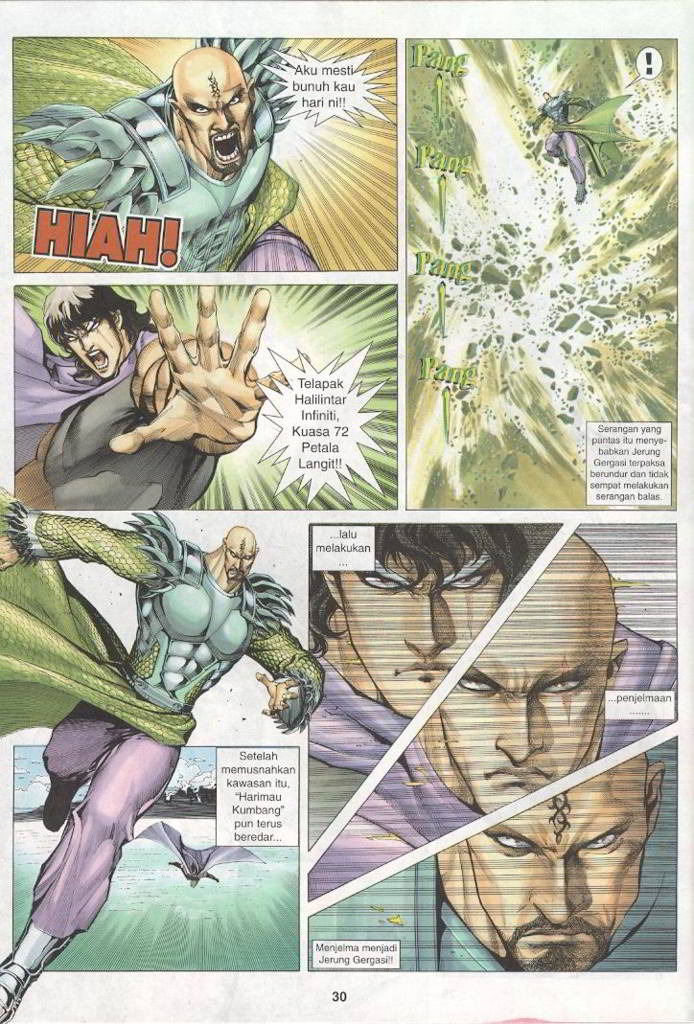 Aku mesti
bunuh kau
hari ni!!
HIAH!
Pang
Pang
Pang
Pang
!
Serangan yang
pantas itu menye-
babkan Jerung
Gergasi terpaksa
berundur dan tidak
sempat melakukan
serangan balas.
Telapak
Halilintar
Infiniti,
Kuasa 72
Petala
Langit!!
Setelah
memusnahkan
kawasan itu,
"Harimau
Kumbang"
pun terus
beredar...
...lalu
melakukan
...
...penjelmaan
.......
Menjelma menjadi
Jerung Gergasi!!
30